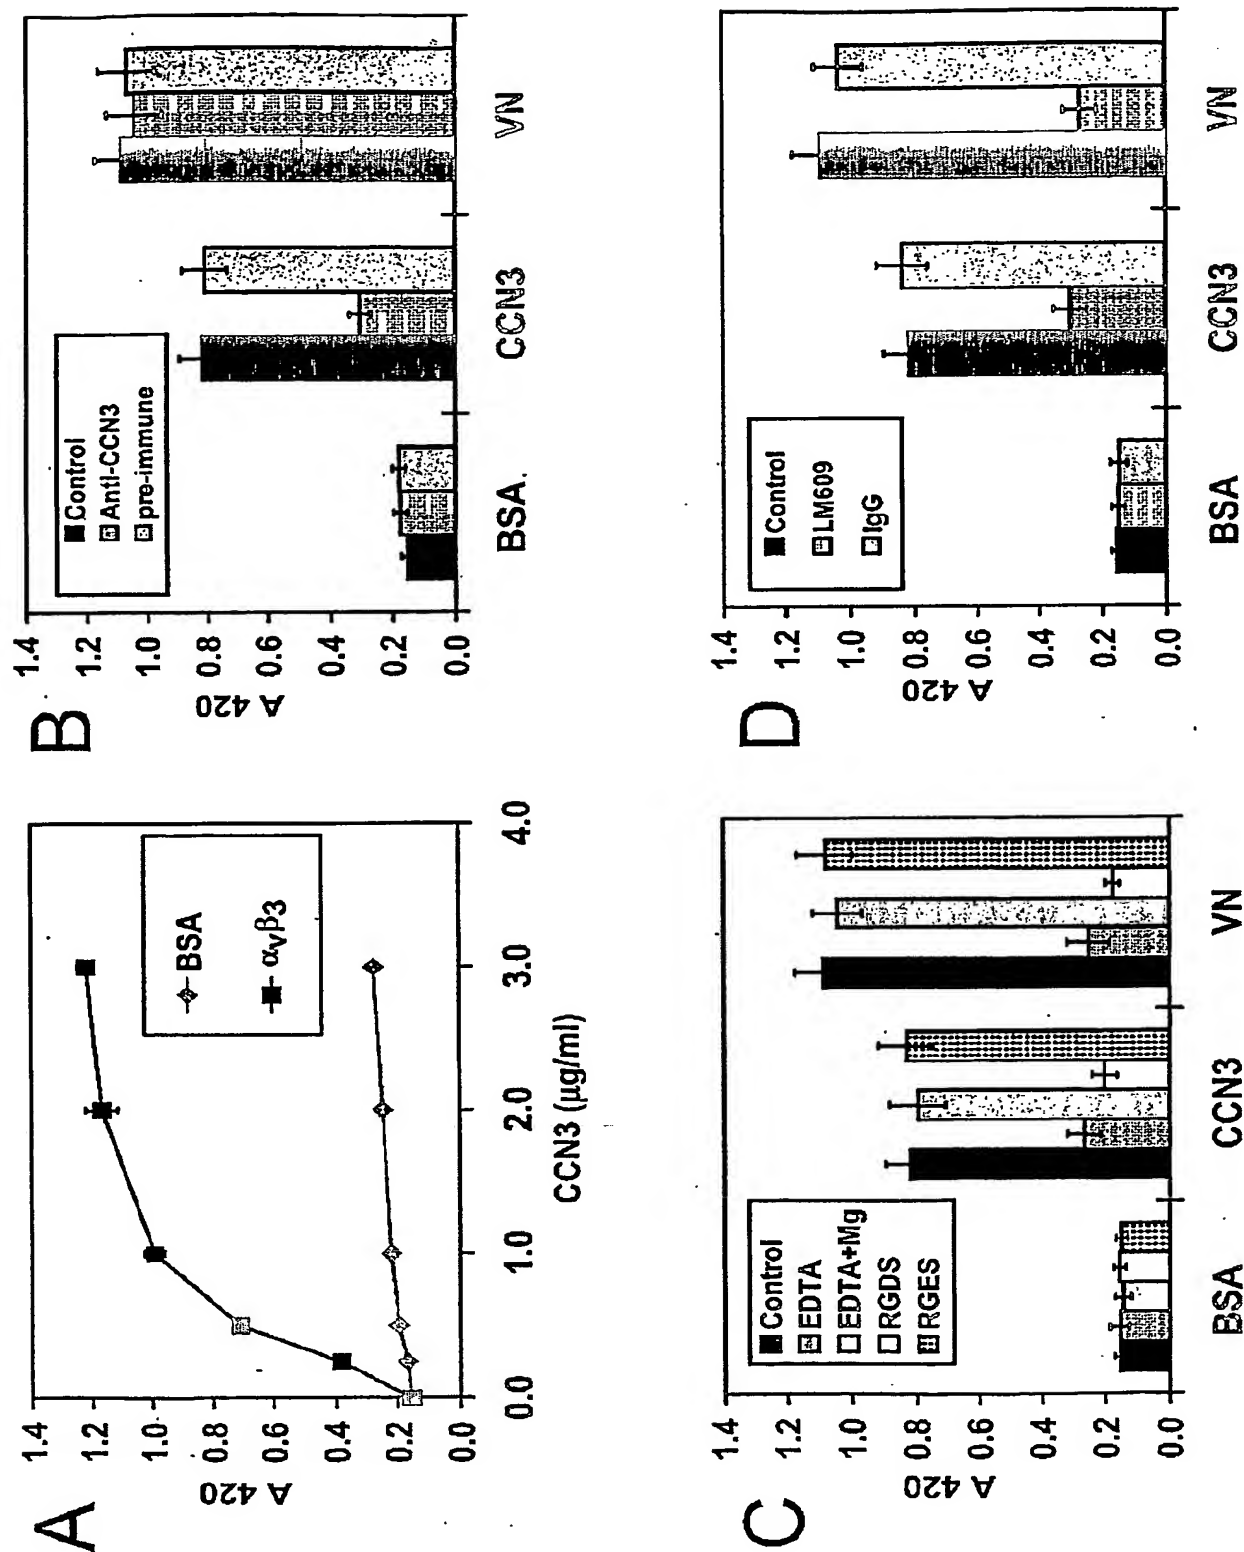 A
1.4
1.2
1.0
0.8
0.6
0.4
0.2
0.0
A 420
0.0 1.0 2.0 3.0 4.0
CCN3 (µg/ml)
BSA
αvβ3
B
1.4
1.2
1.0
0.8
0.6
0.4
0.2
0.0
A 420
Control
Anti-CCN3
pre-immune
BSA CCN3 VN
C
1.4
1.2
1.0
0.8
0.6
0.4
0.2
0.0
A 420
Control
EDTA
EDTA+Mg
RGDS
RGES
BSA CCN3 VN
D
1.4
1.2
1.0
0.8
0.6
0.4
0.2
0.0
A 420
Control
LM609
IgG
BSA CCN3 VN